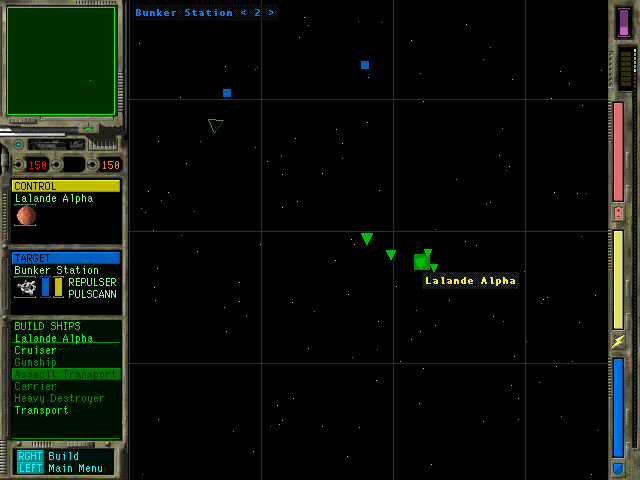 Bunker Station < 2 >
150
150
CONTROL
Lalande Alpha
TARGET
Bunker Station
REPULSER
PULSCANN
BUILD SHIPS
Lalande Alpha
Cruiser
Gunship
Assault Transport
Carrier
Heavy Destroyer
Transport
RGHT Build
LEFT Main Menu
Lalande Alpha